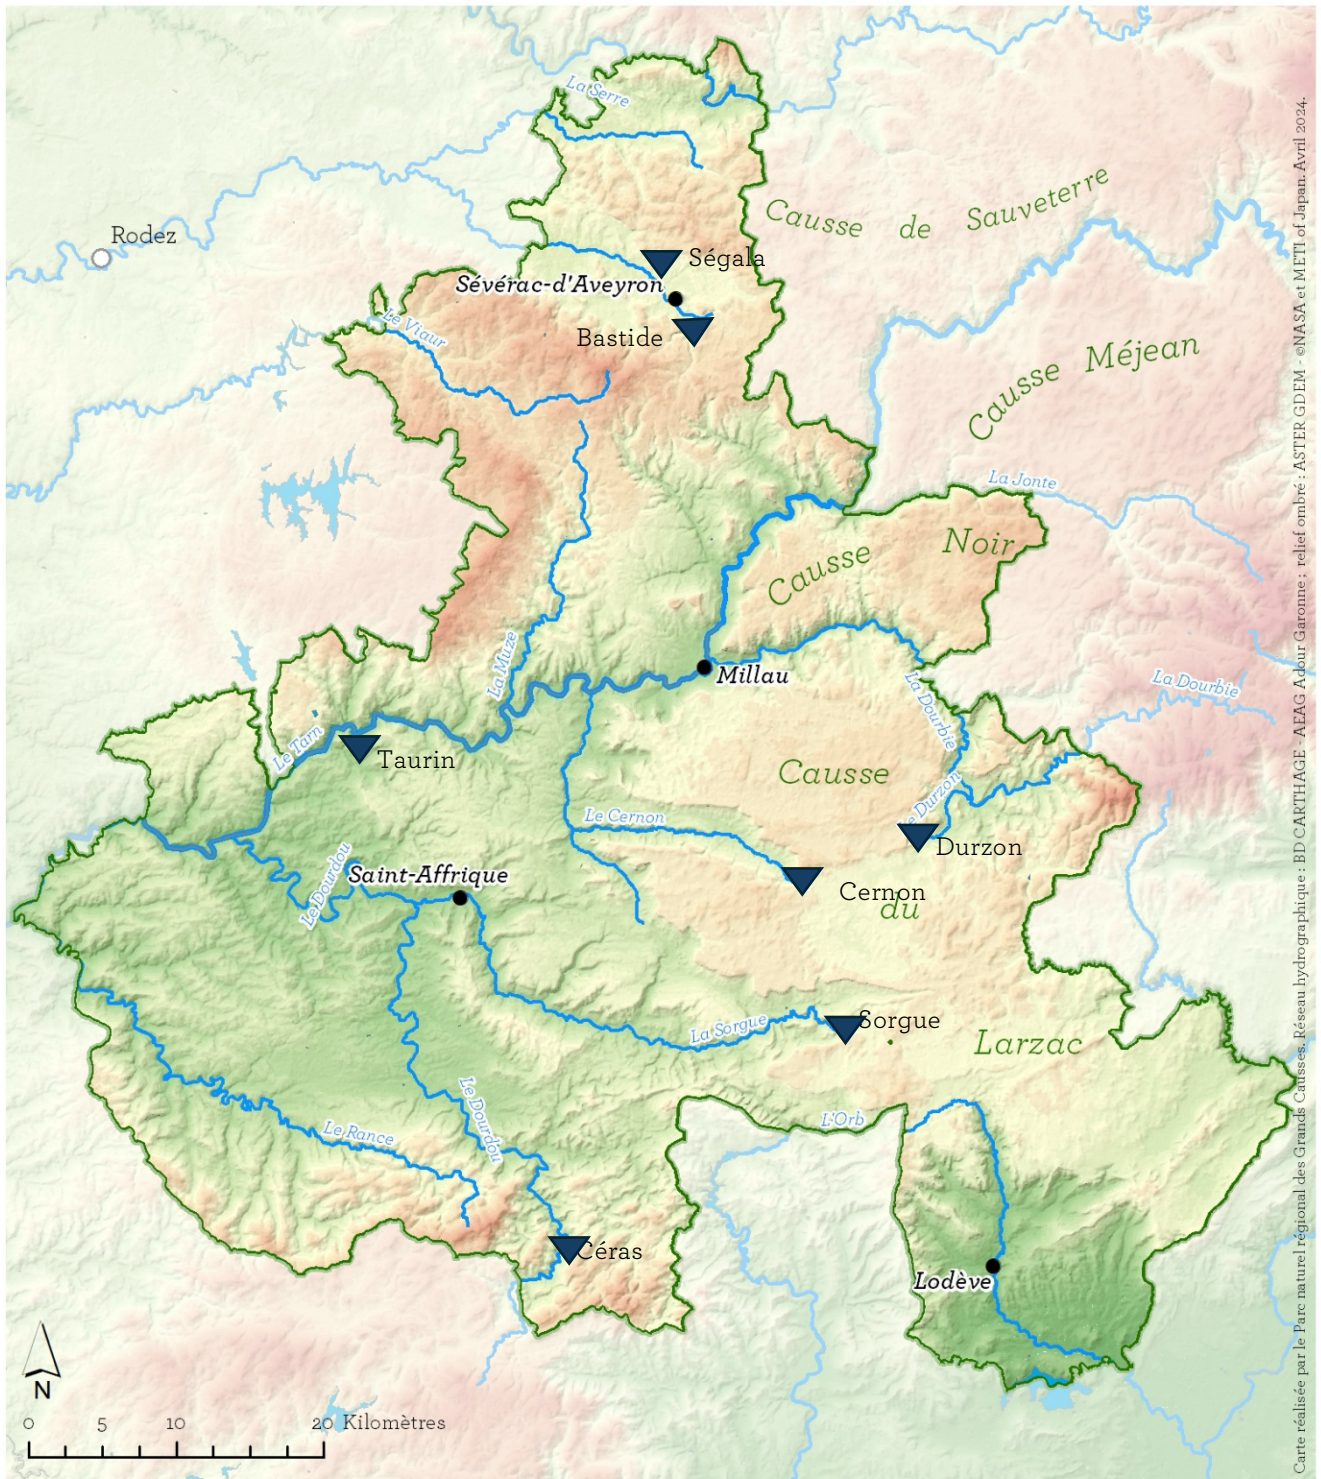 La Serre
Causse de Sauveterre
Rodez
Ségala
Sévérac-d'Aveyron
Bastide
Le Viaur
Causse Méjean
La Jonte
Causse Noir
La Muze
Millau
La Dourbie
La Dourbie
Le Tarn
Taurin
Causse
e Durzon
Le Cernon
Durzon
Le Dourdou
Saint-Affrique
Cernon
du
La Sorgue
Sorgue
Larzac
Le Dourdou
L'Orb
Le Rance
Céras
Lodève
N
0 5 10 20 Kilomètres
Carte réalisée par le Parc naturel régional des Grands Causses. Réseau hydrographique : BD CARTHAGE - AEAG Adour Garonne ; relief ombré : ASTER GDEM - ©NASA et METI of Japan. Avril 2024.